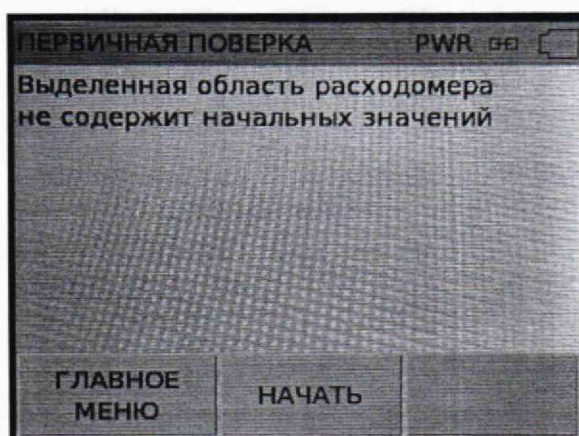 ПЕРВИЧНАЯ ПОВЕРКА PWR
Выделенная область расходомера
не содержит начальных значений
ГЛАВНОЕ
МЕНЮ
НАЧАТЬ